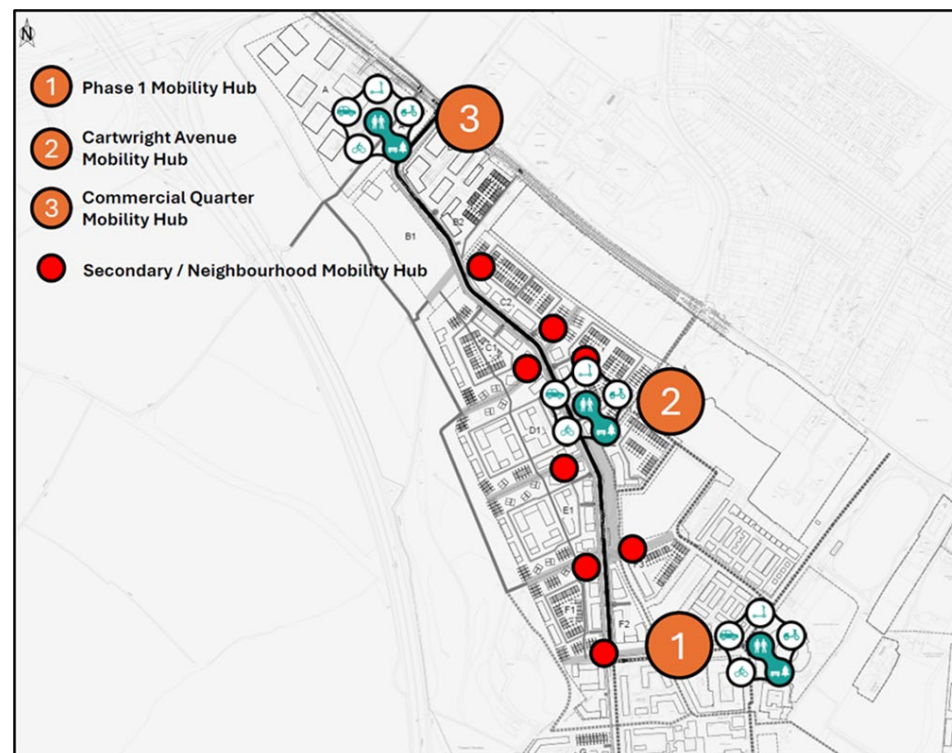 N
1 Phase 1 Mobility Hub
2 Cartwright Avenue
Mobility Hub
3 Commercial Quarter
Mobility Hub
Secondary / Neighbourhood Mobility Hub
A
3
B2
B1
C2
C1
2
D1
E1
F1
F2
1